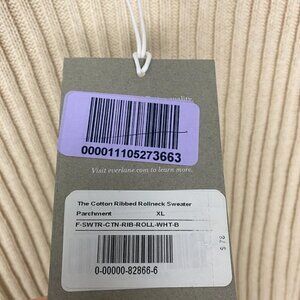 000011105273663
Visit everlane.com to learn more.
The Cotton Ribbed Rollneck Sweater
Parchment XL
F-SWTR-CTN-RIB-ROLL-WHT-B
0-00000-82866-6